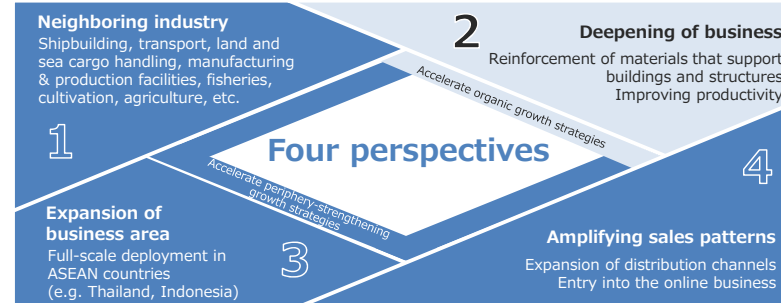 Neighboring industry
Shipbuilding, transport, land and
sea cargo handling, manufacturing
& production facilities, fisheries,
cultivation, agriculture, etc.
1
2
Deepening of business
Reinforcement of materials that support
buildings and structures
Improving productivity
Accelerate organic growth strategies
Four perspectives
Accelerate periphery-strengthening
growth strategies
Expansion of
business area
Full-scale deployment in
ASEAN countries
(e.g. Thailand, Indonesia)
3
4
Amplifying sales patterns
Expansion of distribution channels
Entry into the online business